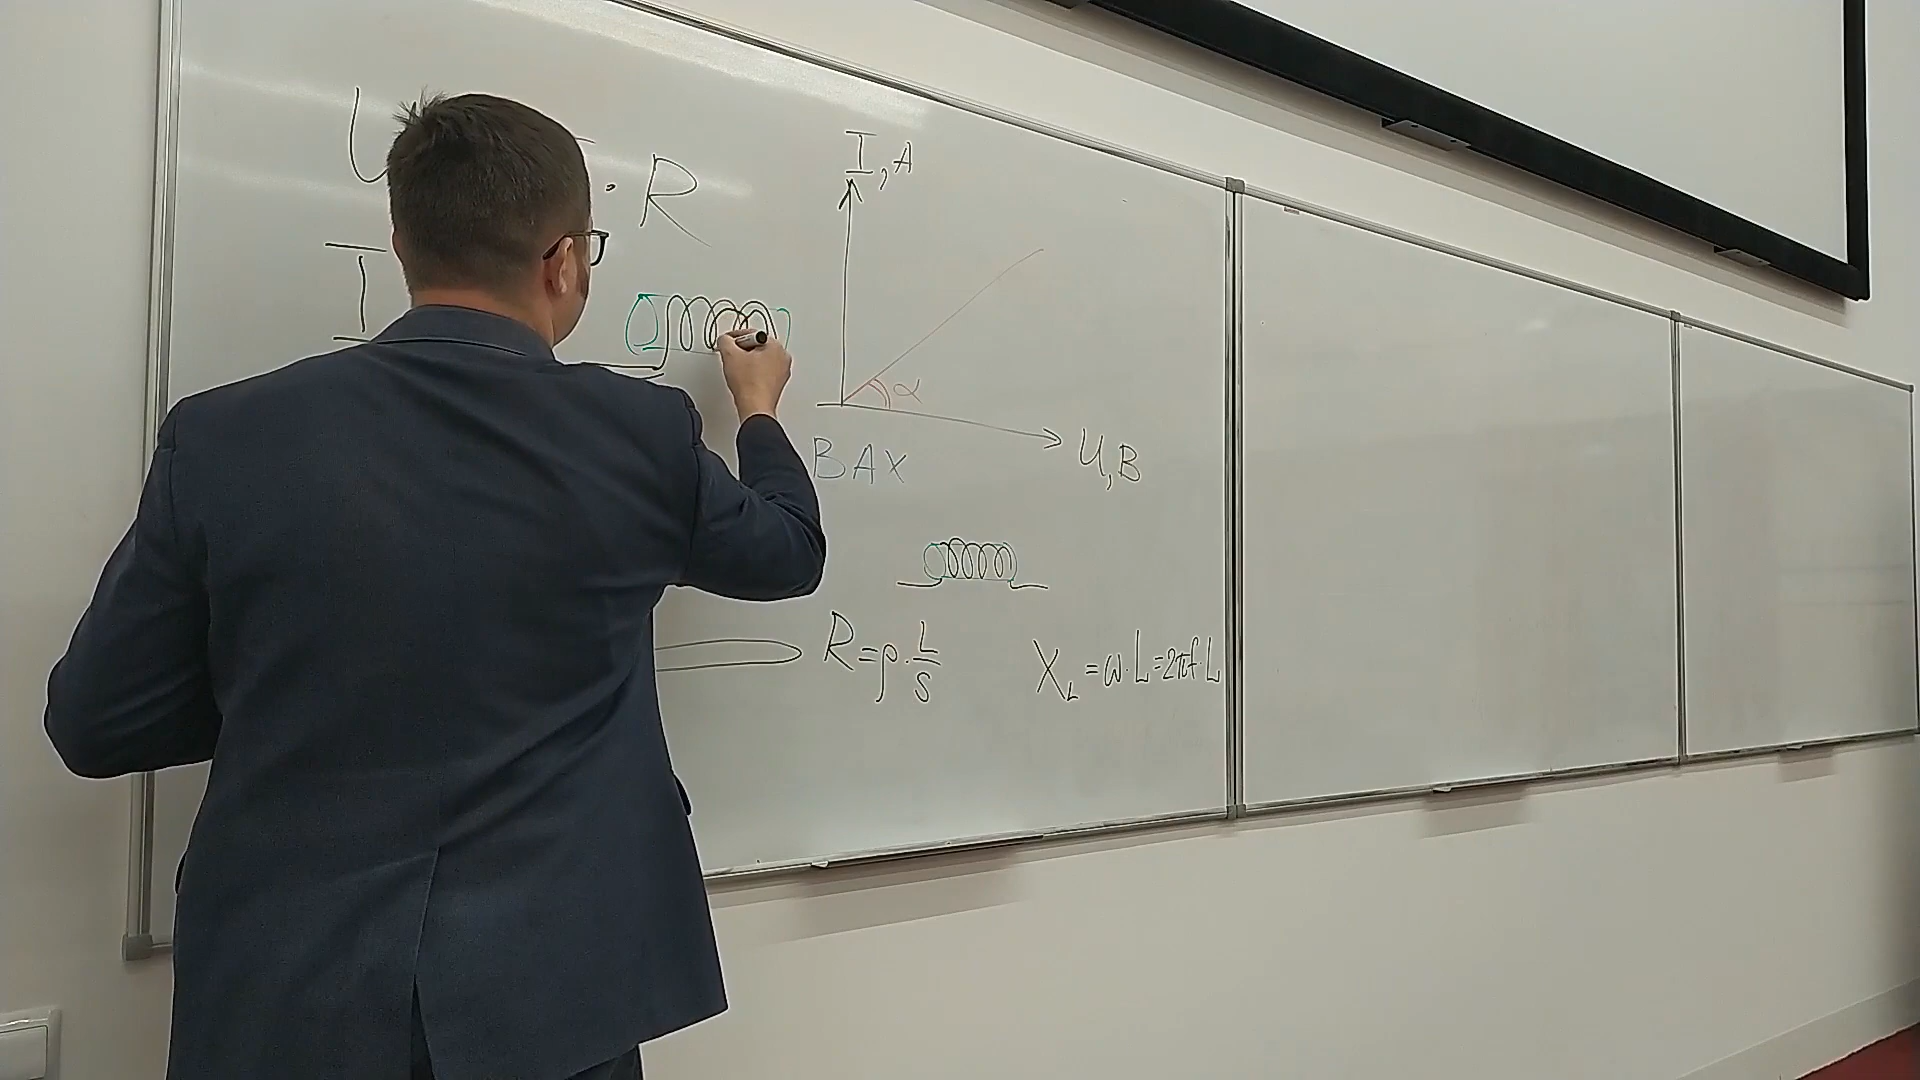 U I · R
I
I, A
α
U, В
ВАХ
R = ρ · L/S
X_L = ω · L = 2πf · L